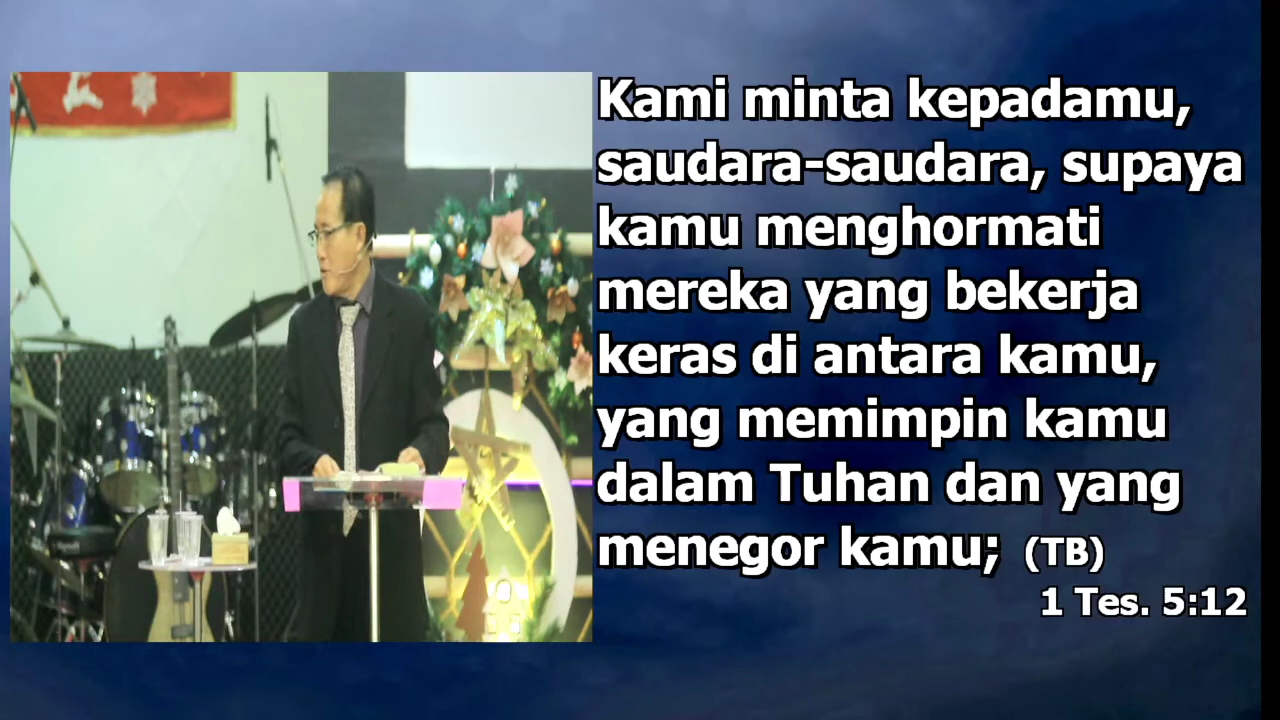 Kami minta kepadamu,
saudara-saudara, supaya
kamu menghormati
mereka yang bekerja
keras di antara kamu,
yang memimpin kamu
dalam Tuhan dan yang
menegor kamu; (TB)
1 Tes. 5:12